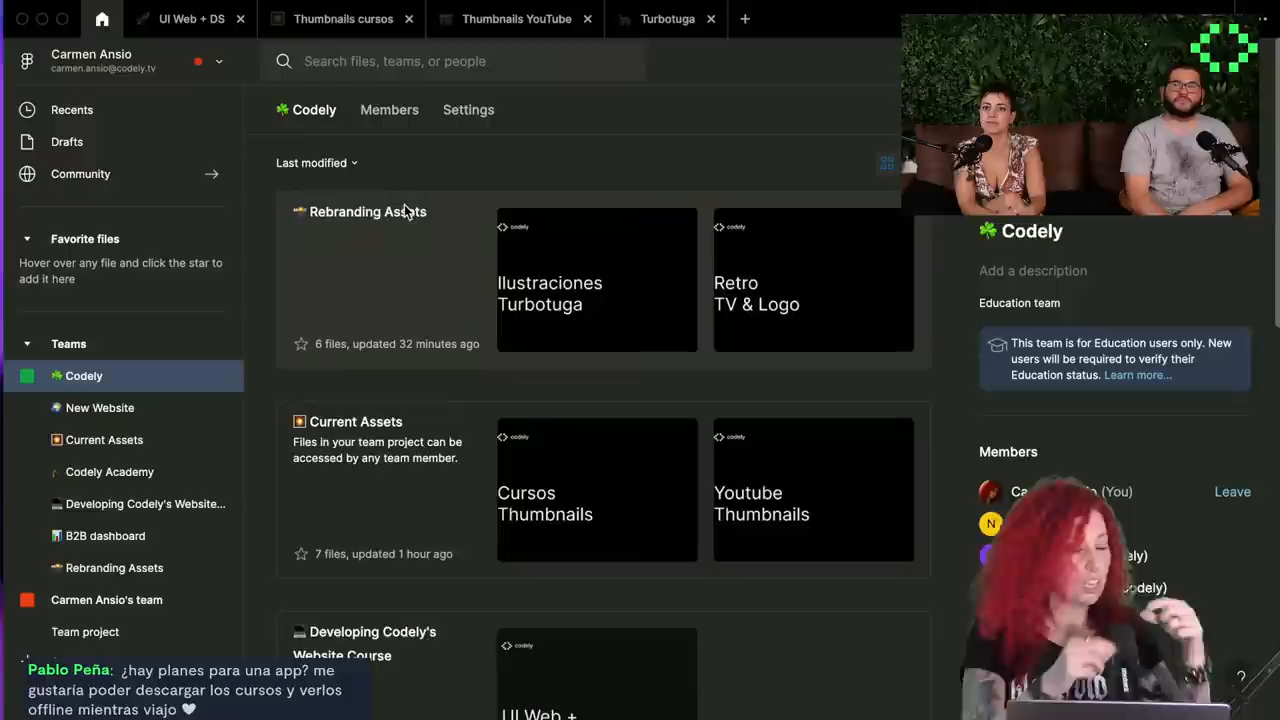 UI Web + DS
Thumbnails cursos
Thumbnails YouTube
Turbotuga
Carmen Ansio
carmen.ansio@codely.tv
Search files, teams, or people
Recents
Drafts
Community
Favorite files
Hover over any file and click the star to
add it here
Teams
Codely
New Website
Current Assets
Codely Academy
Developing Codely's Website...
B2B dashboard
Rebranding Assets
Carmen Ansio's team
Team project
Pablo Peña: ¿hay planes para una app? me
gustaría poder descargar los cursos y verlos
offline mientras viajo
Codely
Members
Settings
Last modified
Rebranding Assets
6 files, updated 32 minutes ago
codely
Ilustraciones
Turbotuga
codely
Retro
TV & Logo
Current Assets
Files in your team project can be
accessed by any team member.
7 files, updated 1 hour ago
codely
Cursos
Thumbnails
codely
Youtube
Thumbnails
Developing Codely's
Website Course
codely
UI Web +
Codely
Add a description
Education team
This team is for Education users only. New
users will be required to verify their
Education status. Learn more...
Members
(You)
Leave
N
?